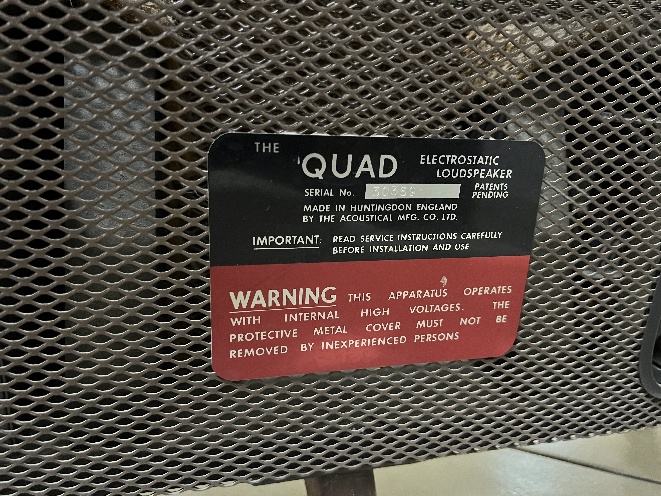 THE
QUAD ELECTROSTATIC
LOUDSPEAKER
SERIAL No. PATENTS
PENDING
MADE IN HUNTINGDON ENGLAND
BY THE ACOUSTICAL MFG. CO. LTD.
IMPORTANT: READ SERVICE INSTRUCTIONS CAREFULLY
BEFORE INSTALLATION AND USE
WARNING THIS APPARATUS OPERATES
WITH INTERNAL HIGH VOLTAGES. THE
PROTECTIVE METAL COVER MUST NOT BE
REMOVED BY INEXPERIENCED PERSONS